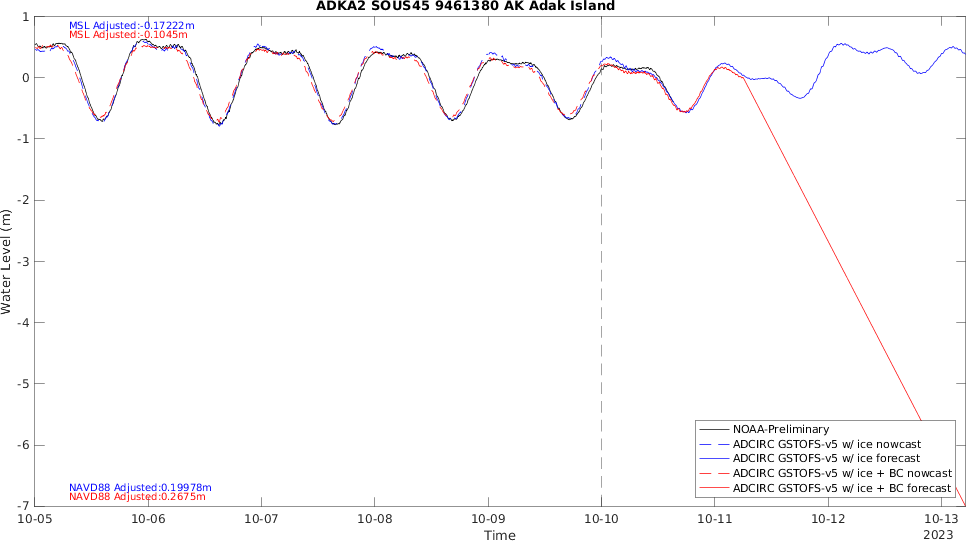 ADKA2 SOUS45 9461380 AK Adak Island
MSL Adjusted:-0.17222m
MSL Adjusted:-0.1045m
1
0
-1
-2
-3
-4
-5
-6
-7
Water Level (m)
NOAA-Preliminary
ADCIRC GSTOFS-v5 w/ ice nowcast
ADCIRC GSTOFS-v5 w/ ice forecast
ADCIRC GSTOFS-v5 w/ ice + BC nowcast
ADCIRC GSTOFS-v5 w/ ice + BC forecast
NAVD88 Adjusted:0.19978m
NAVD88 Adjusted:0.2675m
10-05 10-06 10-07 10-08 10-09 10-10 10-11 10-12 10-13
Time
2023